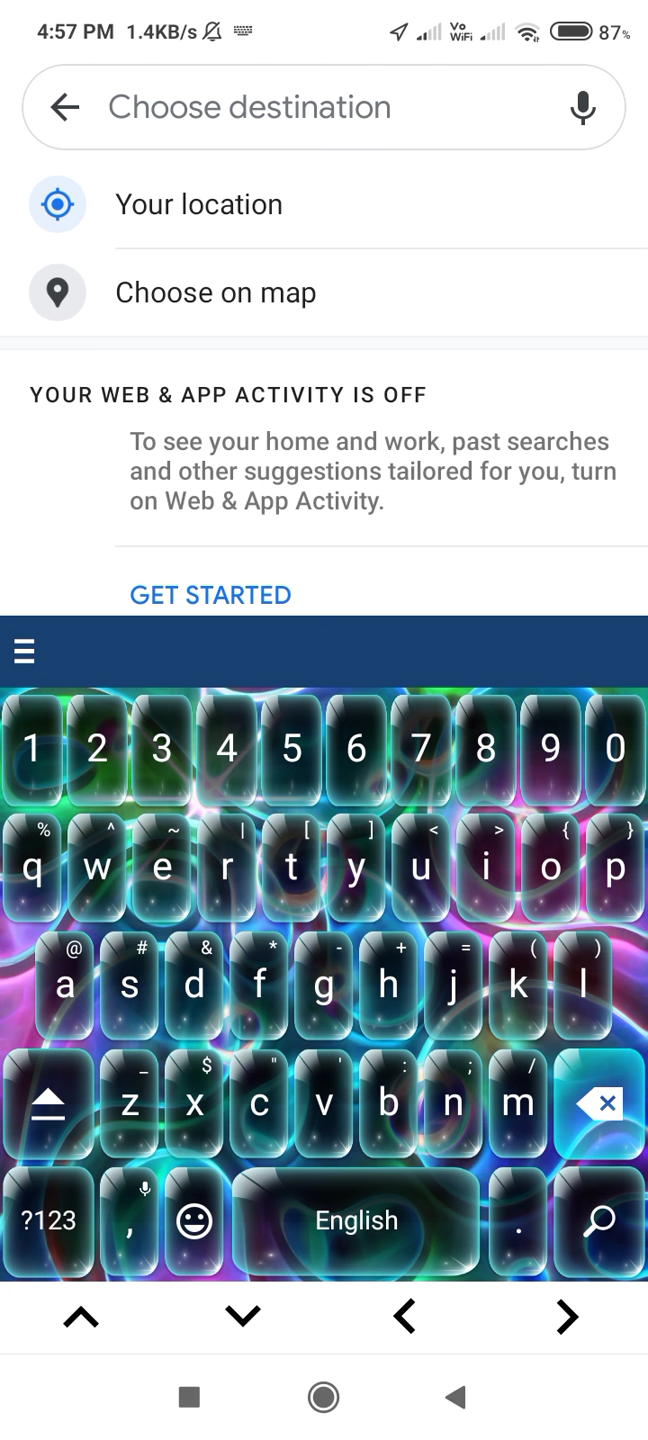 4:57 PM 1.4KB/s Vo WiFi 87%
Choose destination
Your location
Choose on map
YOUR WEB & APP ACTIVITY IS OFF
To see your home and work, past searches
and other suggestions tailored for you, turn
on Web & App Activity.
GET STARTED
1 2 3 4 5 6 7 8 9 0
% ^ ~ | [ ] < > { }
q w e r t y u i o p
@ # & * - + = ( )
a s d f g h j k l
_ $ " ' : ; /
z x c v b n m
?123 , English .